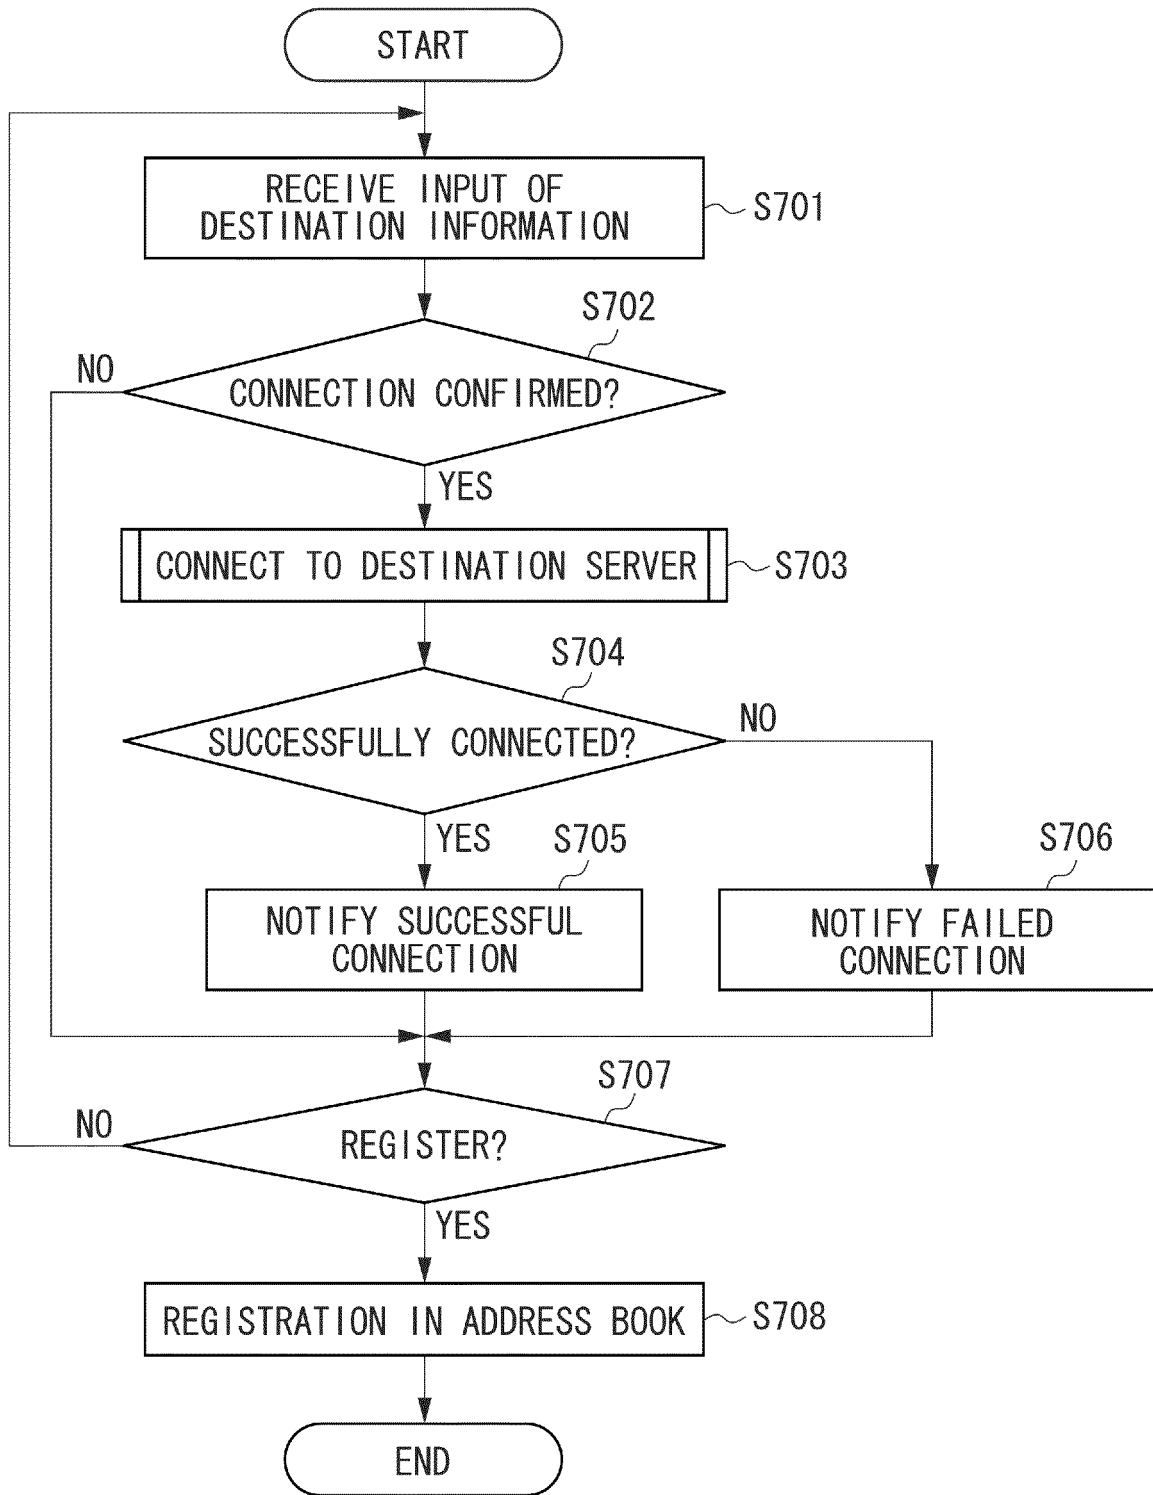 START
RECEIVE INPUT OF
DESTINATION INFORMATION
S701
S702
NO
CONNECTION CONFIRMED?
YES
CONNECT TO DESTINATION SERVER
S703
S704
NO
SUCCESSFULLY CONNECTED?
YES
S705
S706
NOTIFY SUCCESSFUL
CONNECTION
NOTIFY FAILED
CONNECTION
S707
NO
REGISTER?
YES
REGISTRATION IN ADDRESS BOOK
S708
END